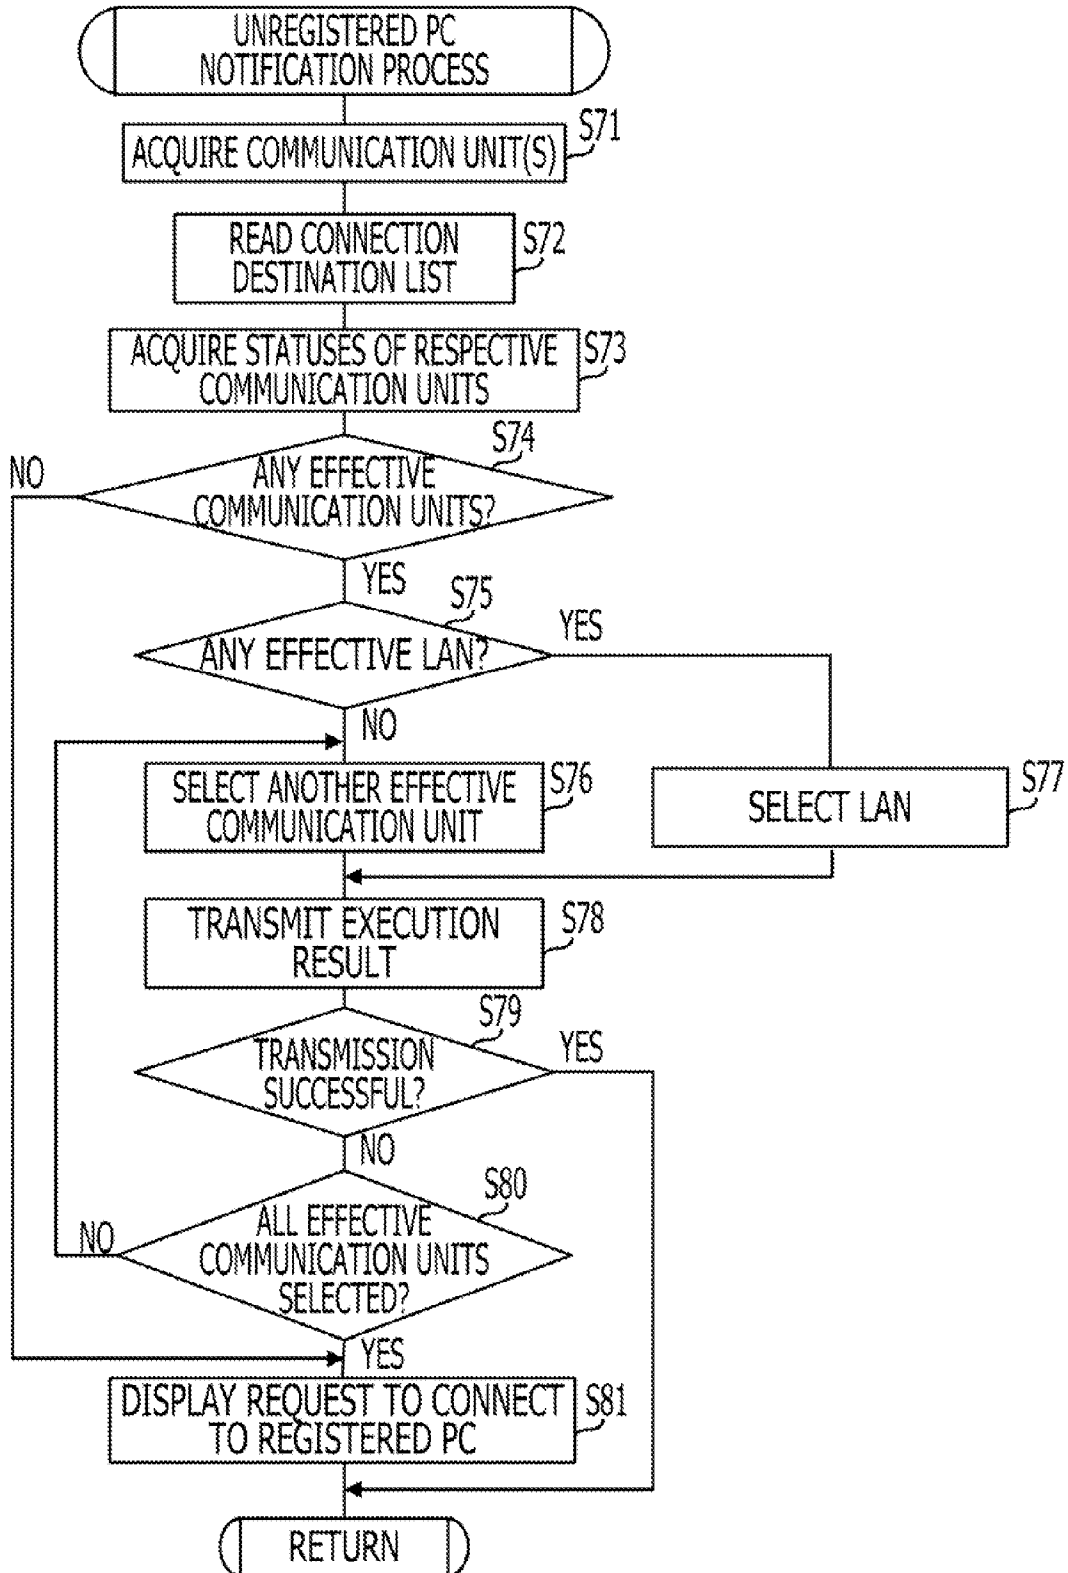 UNREGISTERED PC
NOTIFICATION PROCESS
S71
ACQUIRE COMMUNICATION UNIT(S)
S72
READ CONNECTION
DESTINATION LIST
S73
ACQUIRE STATUSES OF RESPECTIVE
COMMUNICATION UNITS
S74
NO
ANY EFFECTIVE
COMMUNICATION UNITS?
YES
S75
YES
ANY EFFECTIVE LAN?
NO
S76
SELECT ANOTHER EFFECTIVE
COMMUNICATION UNIT
S77
SELECT LAN
S78
TRANSMIT EXECUTION
RESULT
S79
YES
TRANSMISSION
SUCCESSFUL?
NO
S80
NO
ALL EFFECTIVE
COMMUNICATION UNITS
SELECTED?
YES
S81
DISPLAY REQUEST TO CONNECT
TO REGISTERED PC
RETURN